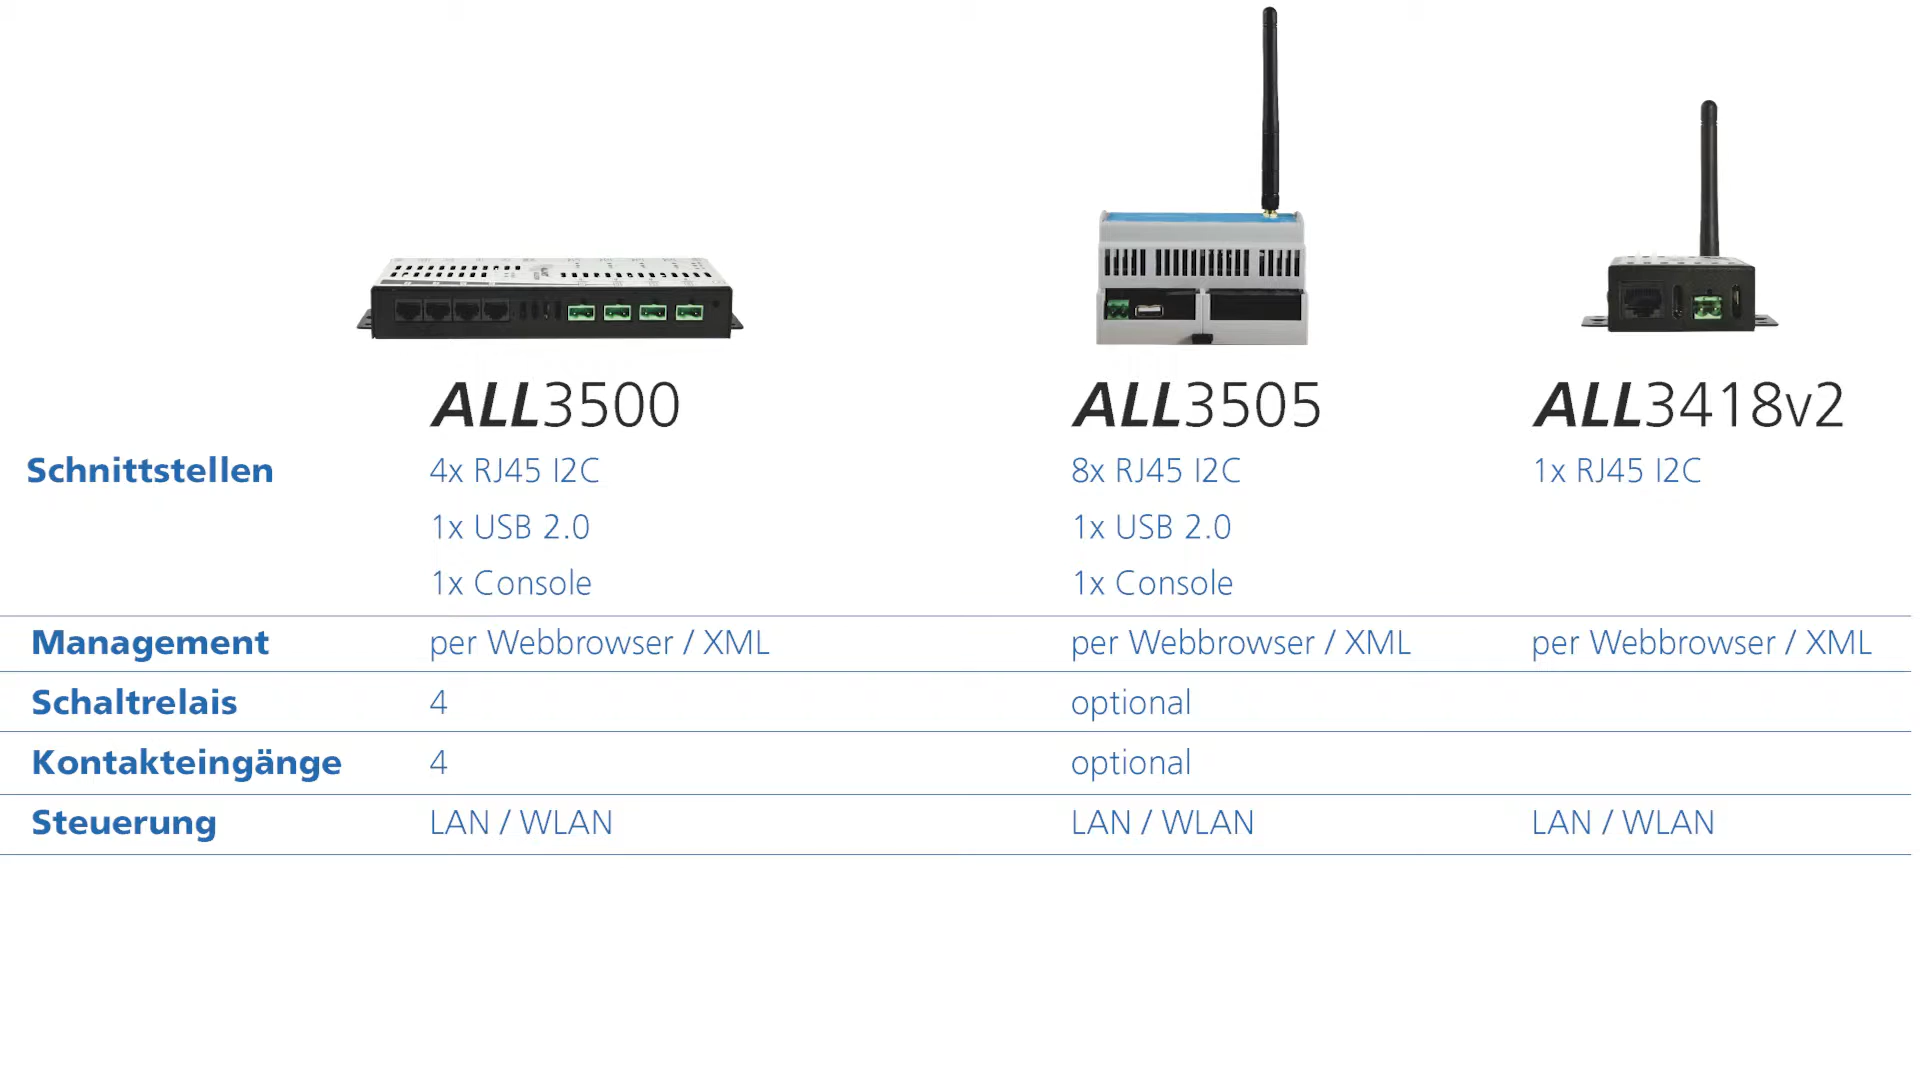 ALL3500 ALL3505 ALL3418v2
Schnittstellen 4x RJ45 I2C 8x RJ45 I2C 1x RJ45 I2C
1x USB 2.0 1x USB 2.0
1x Console 1x Console
Management per Webbrowser / XML per Webbrowser / XML per Webbrowser / XML
Schaltrelais 4 optional
Kontakteingänge 4 optional
Steuerung LAN / WLAN LAN / WLAN LAN / WLAN